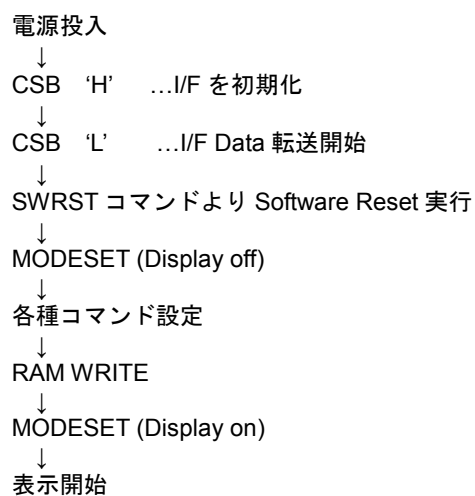 電源投入
↓
CSB ‘H’ …I/F を初期化
↓
CSB ‘L’ …I/F Data 転送開始
↓
SWRST コマンドより Software Reset 実行
↓
MODESET (Display off)
↓
各種コマンド設定
↓
RAM WRITE
↓
MODESET (Display on)
↓
表示開始